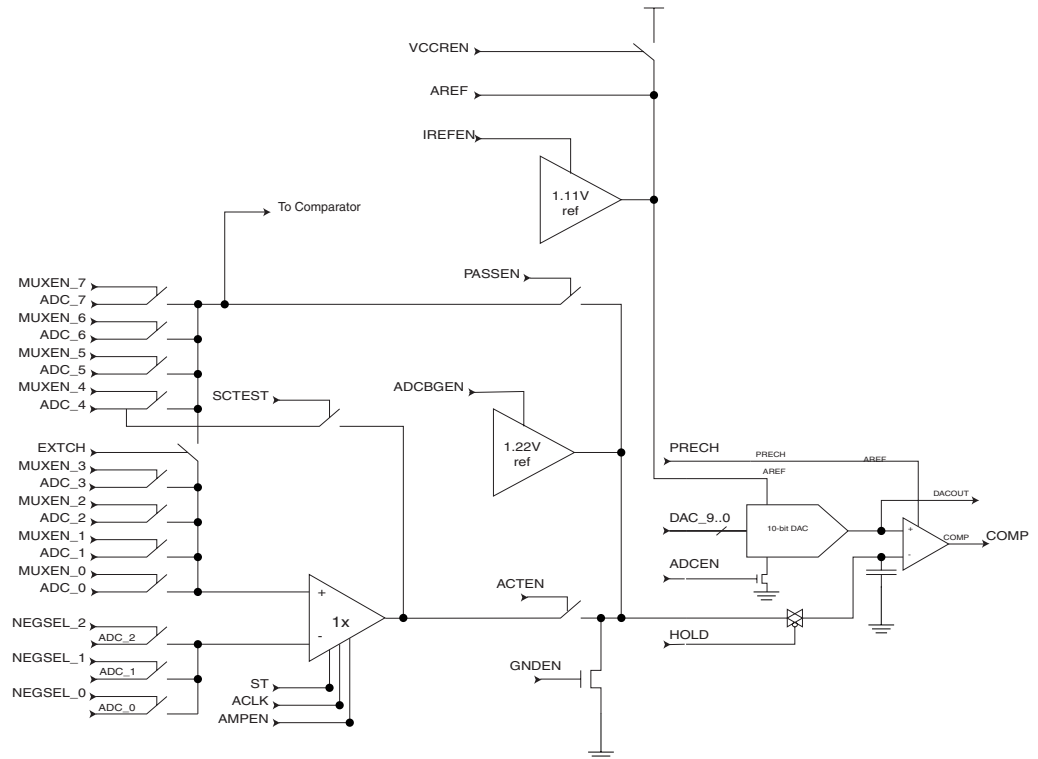 VCCREN
AREF
IREFEN
1.11V
ref
To Comparator
PASSEN
MUXEN_7
ADC_7
MUXEN_6
ADC_6
MUXEN_5
ADC_5
MUXEN_4
ADC_4
SCTEST
ADCBGEN
1.22V
ref
EXTCH
MUXEN_3
ADC_3
MUXEN_2
ADC_2
MUXEN_1
ADC_1
MUXEN_0
ADC_0
PRECH
PRECH
AREF
AREF
DACOUT
DAC_9..0
10-bit DAC
+
-
COMP
COMP
ADCEN
ACTEN
+
1x
-
NEGSEL_2
ADC_2
NEGSEL_1
ADC_1
NEGSEL_0
ADC_0
HOLD
GNDEN
ST
ACLK
AMPEN